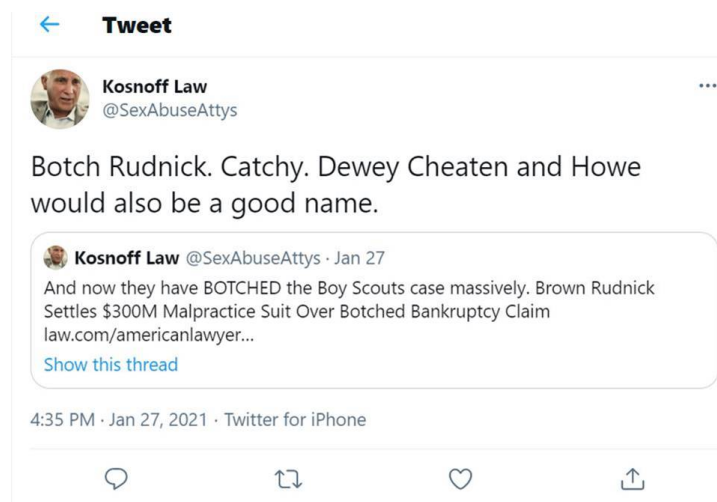 Tweet
Kosnoff Law
@SexAbuseAttys
Botch Rudnick. Catchy. Dewey Cheaten and Howe
would also be a good name.
Kosnoff Law @SexAbuseAttys · Jan 27
And now they have BOTCHED the Boy Scouts case massively. Brown Rudnick
Settles $300M Malpractice Suit Over Botched Bankruptcy Claim
law.com/americanlawyer...
Show this thread
4:35 PM · Jan 27, 2021 · Twitter for iPhone